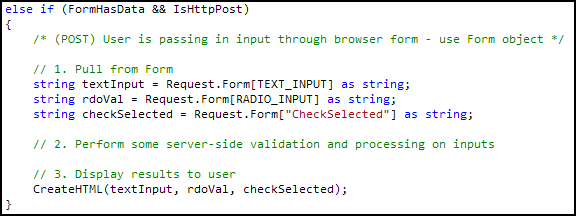 else if (FormHasData && IsHttpPost)
{
/* (POST) User is passing in input through browser form - use Form object */
// 1. Pull from Form
string textInput = Request.Form[TEXT_INPUT] as string;
string rdoVal = Request.Form[RADIO_INPUT] as string;
string checkSelected = Request.Form["CheckSelected"] as string;
// 2. Perform some server-side validation and processing on inputs
// 3. Display results to user
CreateHTML(textInput, rdoVal, checkSelected);
}